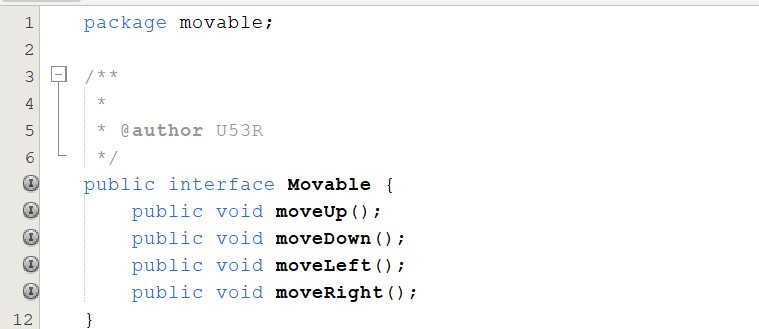 1 package movable;
2
3 /**
4 *
5 * @author U53R
6 */
public interface Movable {
public void moveUp();
public void moveDown();
public void moveLeft();
public void moveRight();
12 }